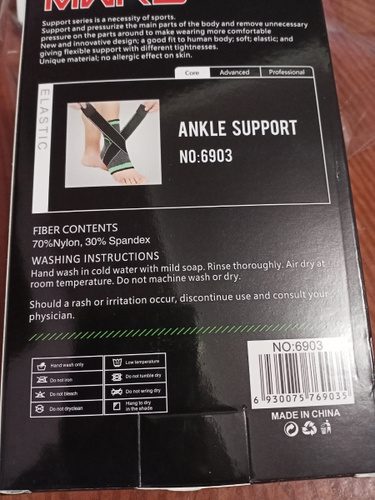 Support series is a necessity of sports.
Support and pressurize the main parts of the body and remove unnecessary
pressure on the parts around to make wearing more comfortable
New and innovative design; a good fit to human body; soft; elastic; and
giving flexible support with different tightnesses.
Unique material; no allergic effect on skin.
Core Advanced Professional
ELASTIC
ANKLE SUPPORT
NO:6903
FIBER CONTENTS
70%Nylon, 30% Spandex
WASHING INSTRUCTIONS
Hand wash in cold water with mild soap. Rinse thoroughly. Air dry at
room temperature. Do not machine wash or dry.
Should a rash or irritation occur, discontinue use and consult your
physician.
Hand wash only Low temperature
Do not iron Do not tumble dry
Do not bleach Do not wring dry
Do not dryclean Hang to dry
in the shade
NO:6903
6 930075 769035
MADE IN CHINA